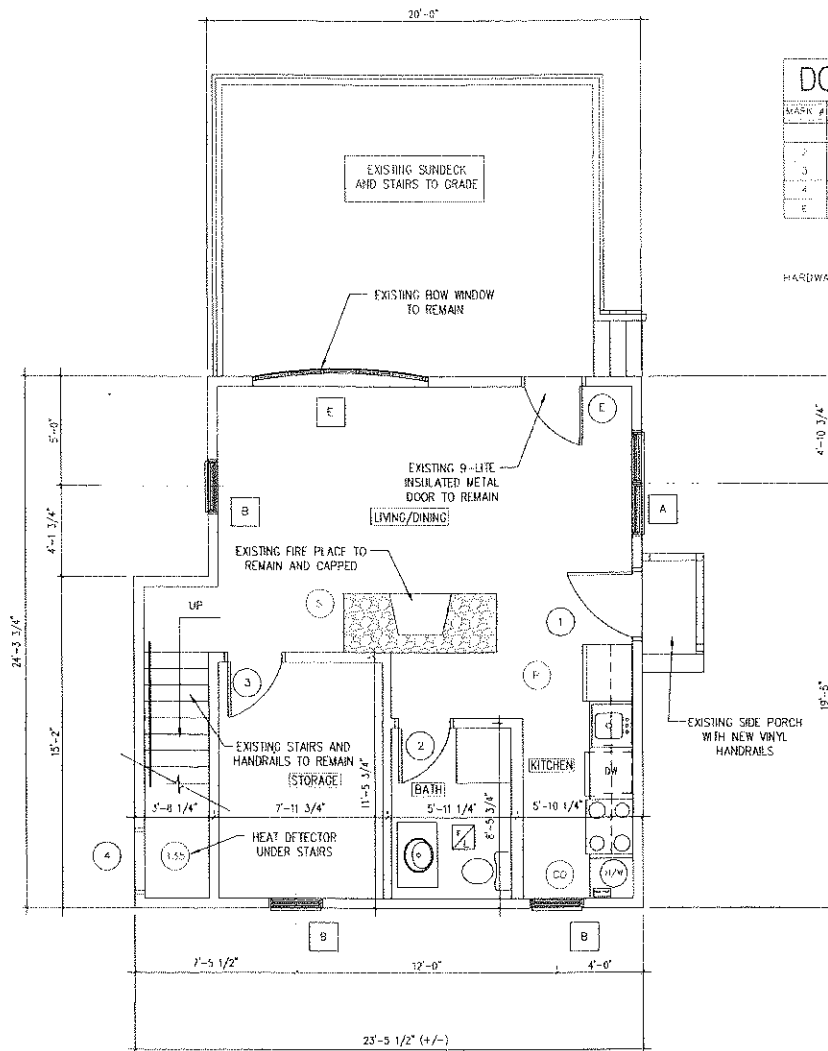 20'-0"
DO
MARK #
2
3
4
HARDWA
EXISTING SUNDECK
AND STAIRS TO GRADE
EXISTING BOW WINDOW
TO REMAIN
E
E
5'-0"
4'-10 3/4"
EXISTING 9-LITE
INSULATED METAL
DOOR TO REMAIN
B
A
LIVING/DINING
4'-1 3/4"
EXISTING FIRE PLACE TO
REMAIN AND CAPPED
S
UP
1
24'-3 3/4"
3
P
19'-5"
EXISTING SIDE PORCH
WITH NEW VINYL
HANDRAILS
15'-2"
2
EXISTING STAIRS AND
HANDRAILS TO REMAIN
STORAGE
11'-5 3/4"
BATH
KITCHEN
DW
3'-8 1/4"
7'-11 3/4"
5'-11 1/4"
8'-5 3/4"
5'-10 1/4"
HEAT DETECTOR
UNDER STAIRS
4
135
F
L
CO
H/W
B
B
7'-5 1/2"
12'-0"
4'-0"
23'-5 1/2" (+/-)